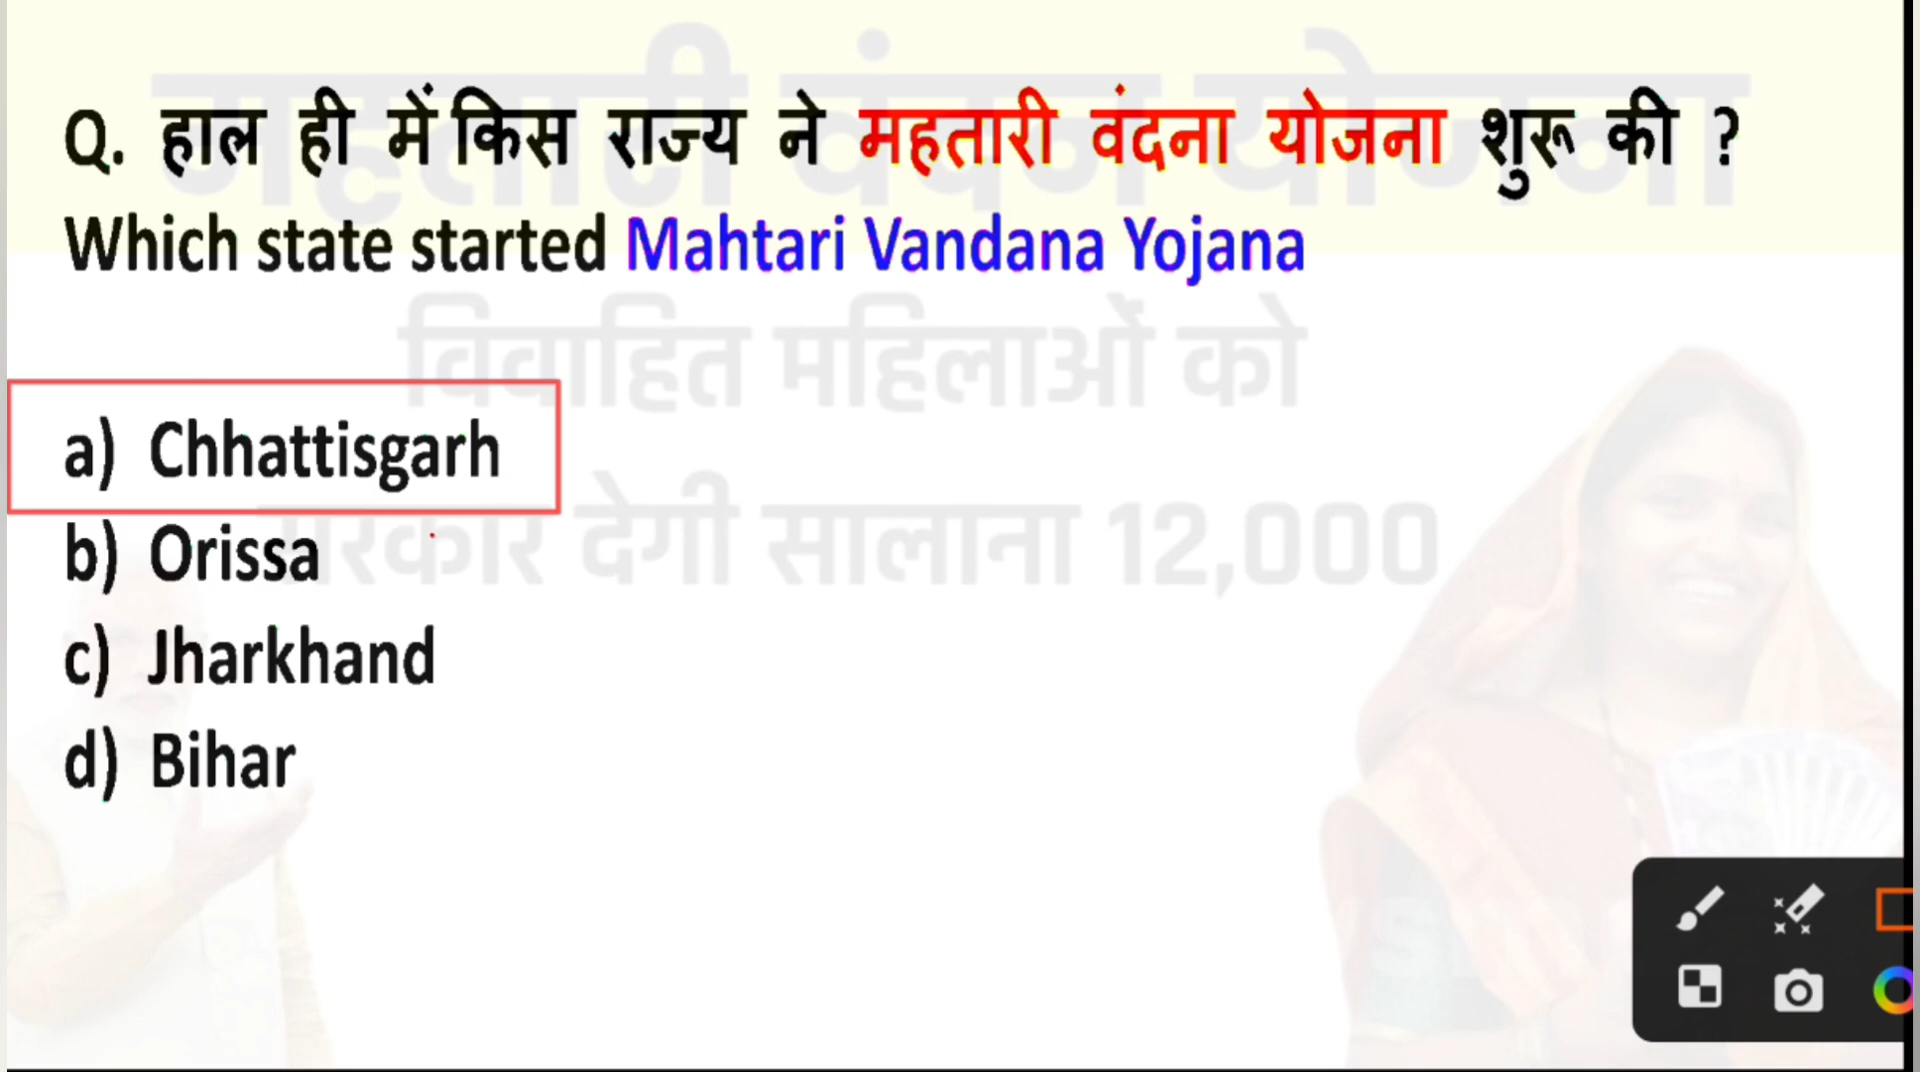 महतारी वंदन योजना
Q. हाल ही में किस राज्य ने महतारी वंदना योजना शुरू की ?
Which state started Mahtari Vandana Yojana
विवाहित महिलाओं को
a) Chhattisgarh
सरकार देगी सालाना 12,000
b) Orissa
c) Jharkhand
d) Bihar